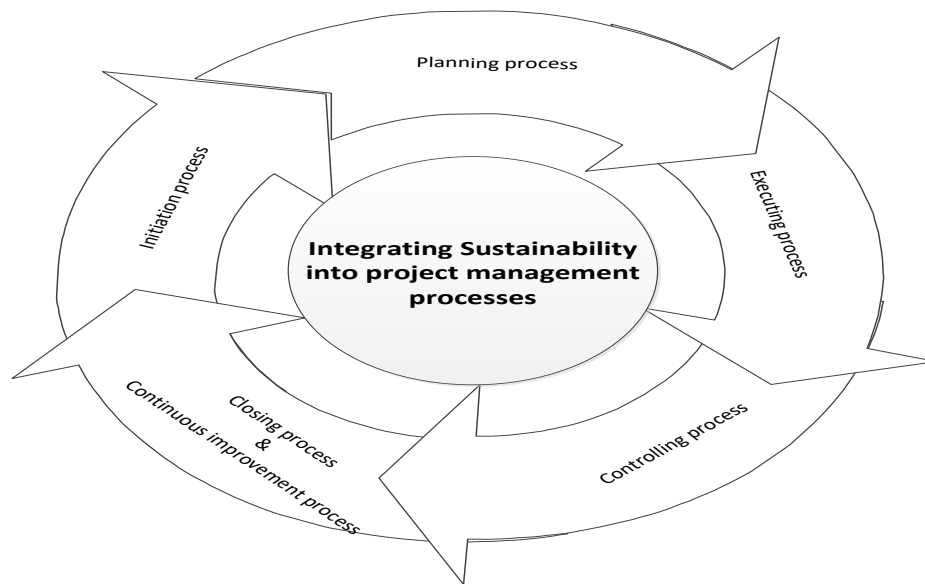 Planning process
Executing process
Controlling process
Closing process
&
Continuous improvement process
Initiation process
Integrating Sustainability
into project management
processes